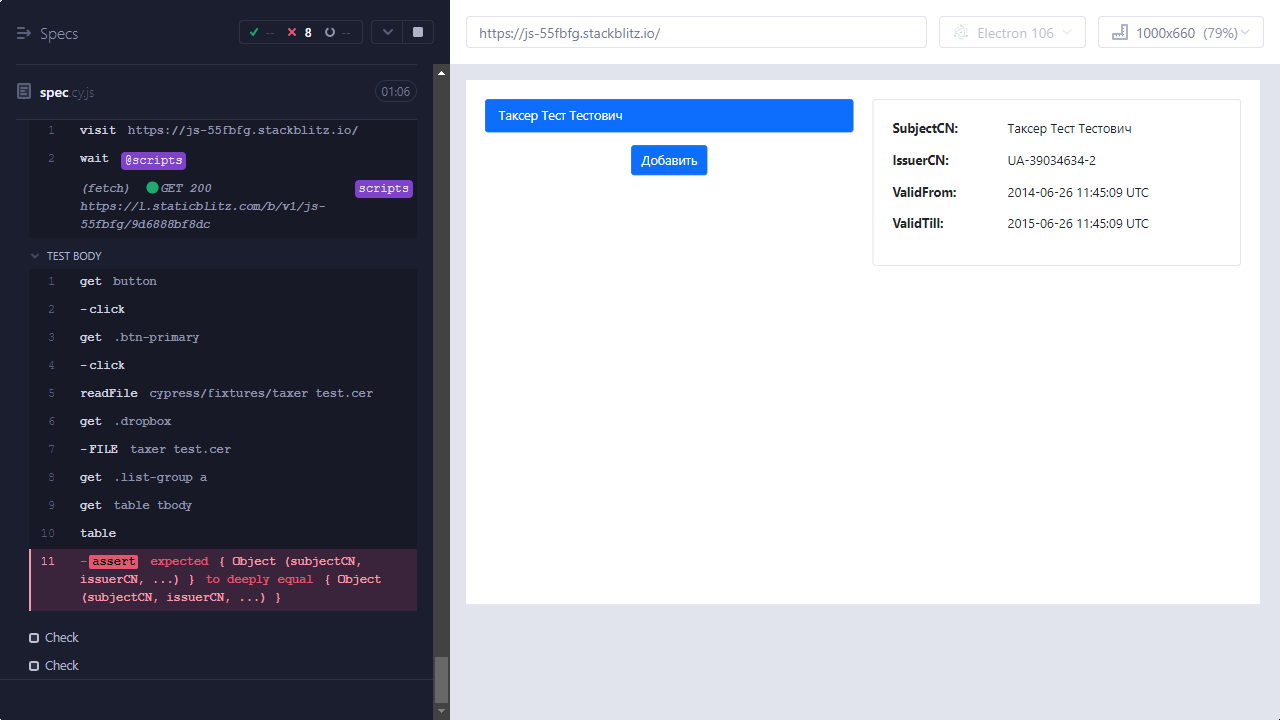 Specs
-- 8 --
spec.cy.js 01:06
1 visit https://js-55fbfg.stackblitz.io/
2 wait @scripts
(fetch) GET 200 scripts
https://l.staticblitz.com/b/v1/js-
55fbfg/9d6888bf8dc
TEST BODY
1 get button
2 -click
3 get .btn-primary
4 -click
5 readFile cypress/fixtures/taxer test.cer
6 get .dropbox
7 -FILE taxer test.cer
8 get .list-group a
9 get table tbody
10 table
11 -assert expected { Object (subjectCN,
issuerCN, ...) } to deeply equal { Object
(subjectCN, issuerCN, ...) }
Check
Check
https://js-55fbfg.stackblitz.io/
Electron 106
1000x660 (79%)
Таксер Тест Тестович
Добавить
SubjectCN: Таксер Тест Тестович
IssuerCN: UA-39034634-2
ValidFrom: 2014-06-26 11:45:09 UTC
ValidTill: 2015-06-26 11:45:09 UTC